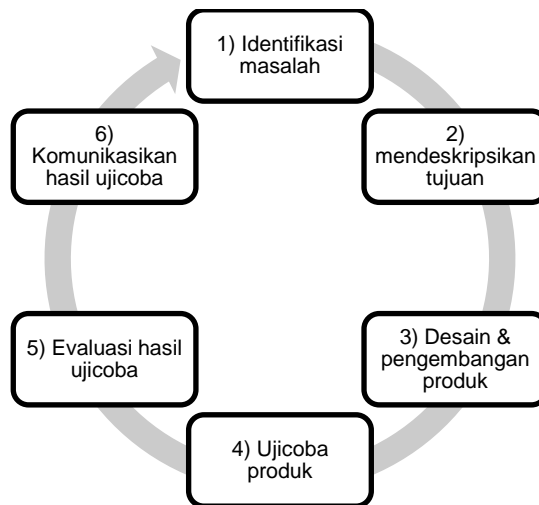 1) Identifikasi
masalah
2)
mendeskripsikan
tujuan
3) Desain &
pengembangan
produk
4) Ujicoba
produk
5) Evaluasi hasil
ujicoba
6)
Komunikasikan
hasil ujicoba